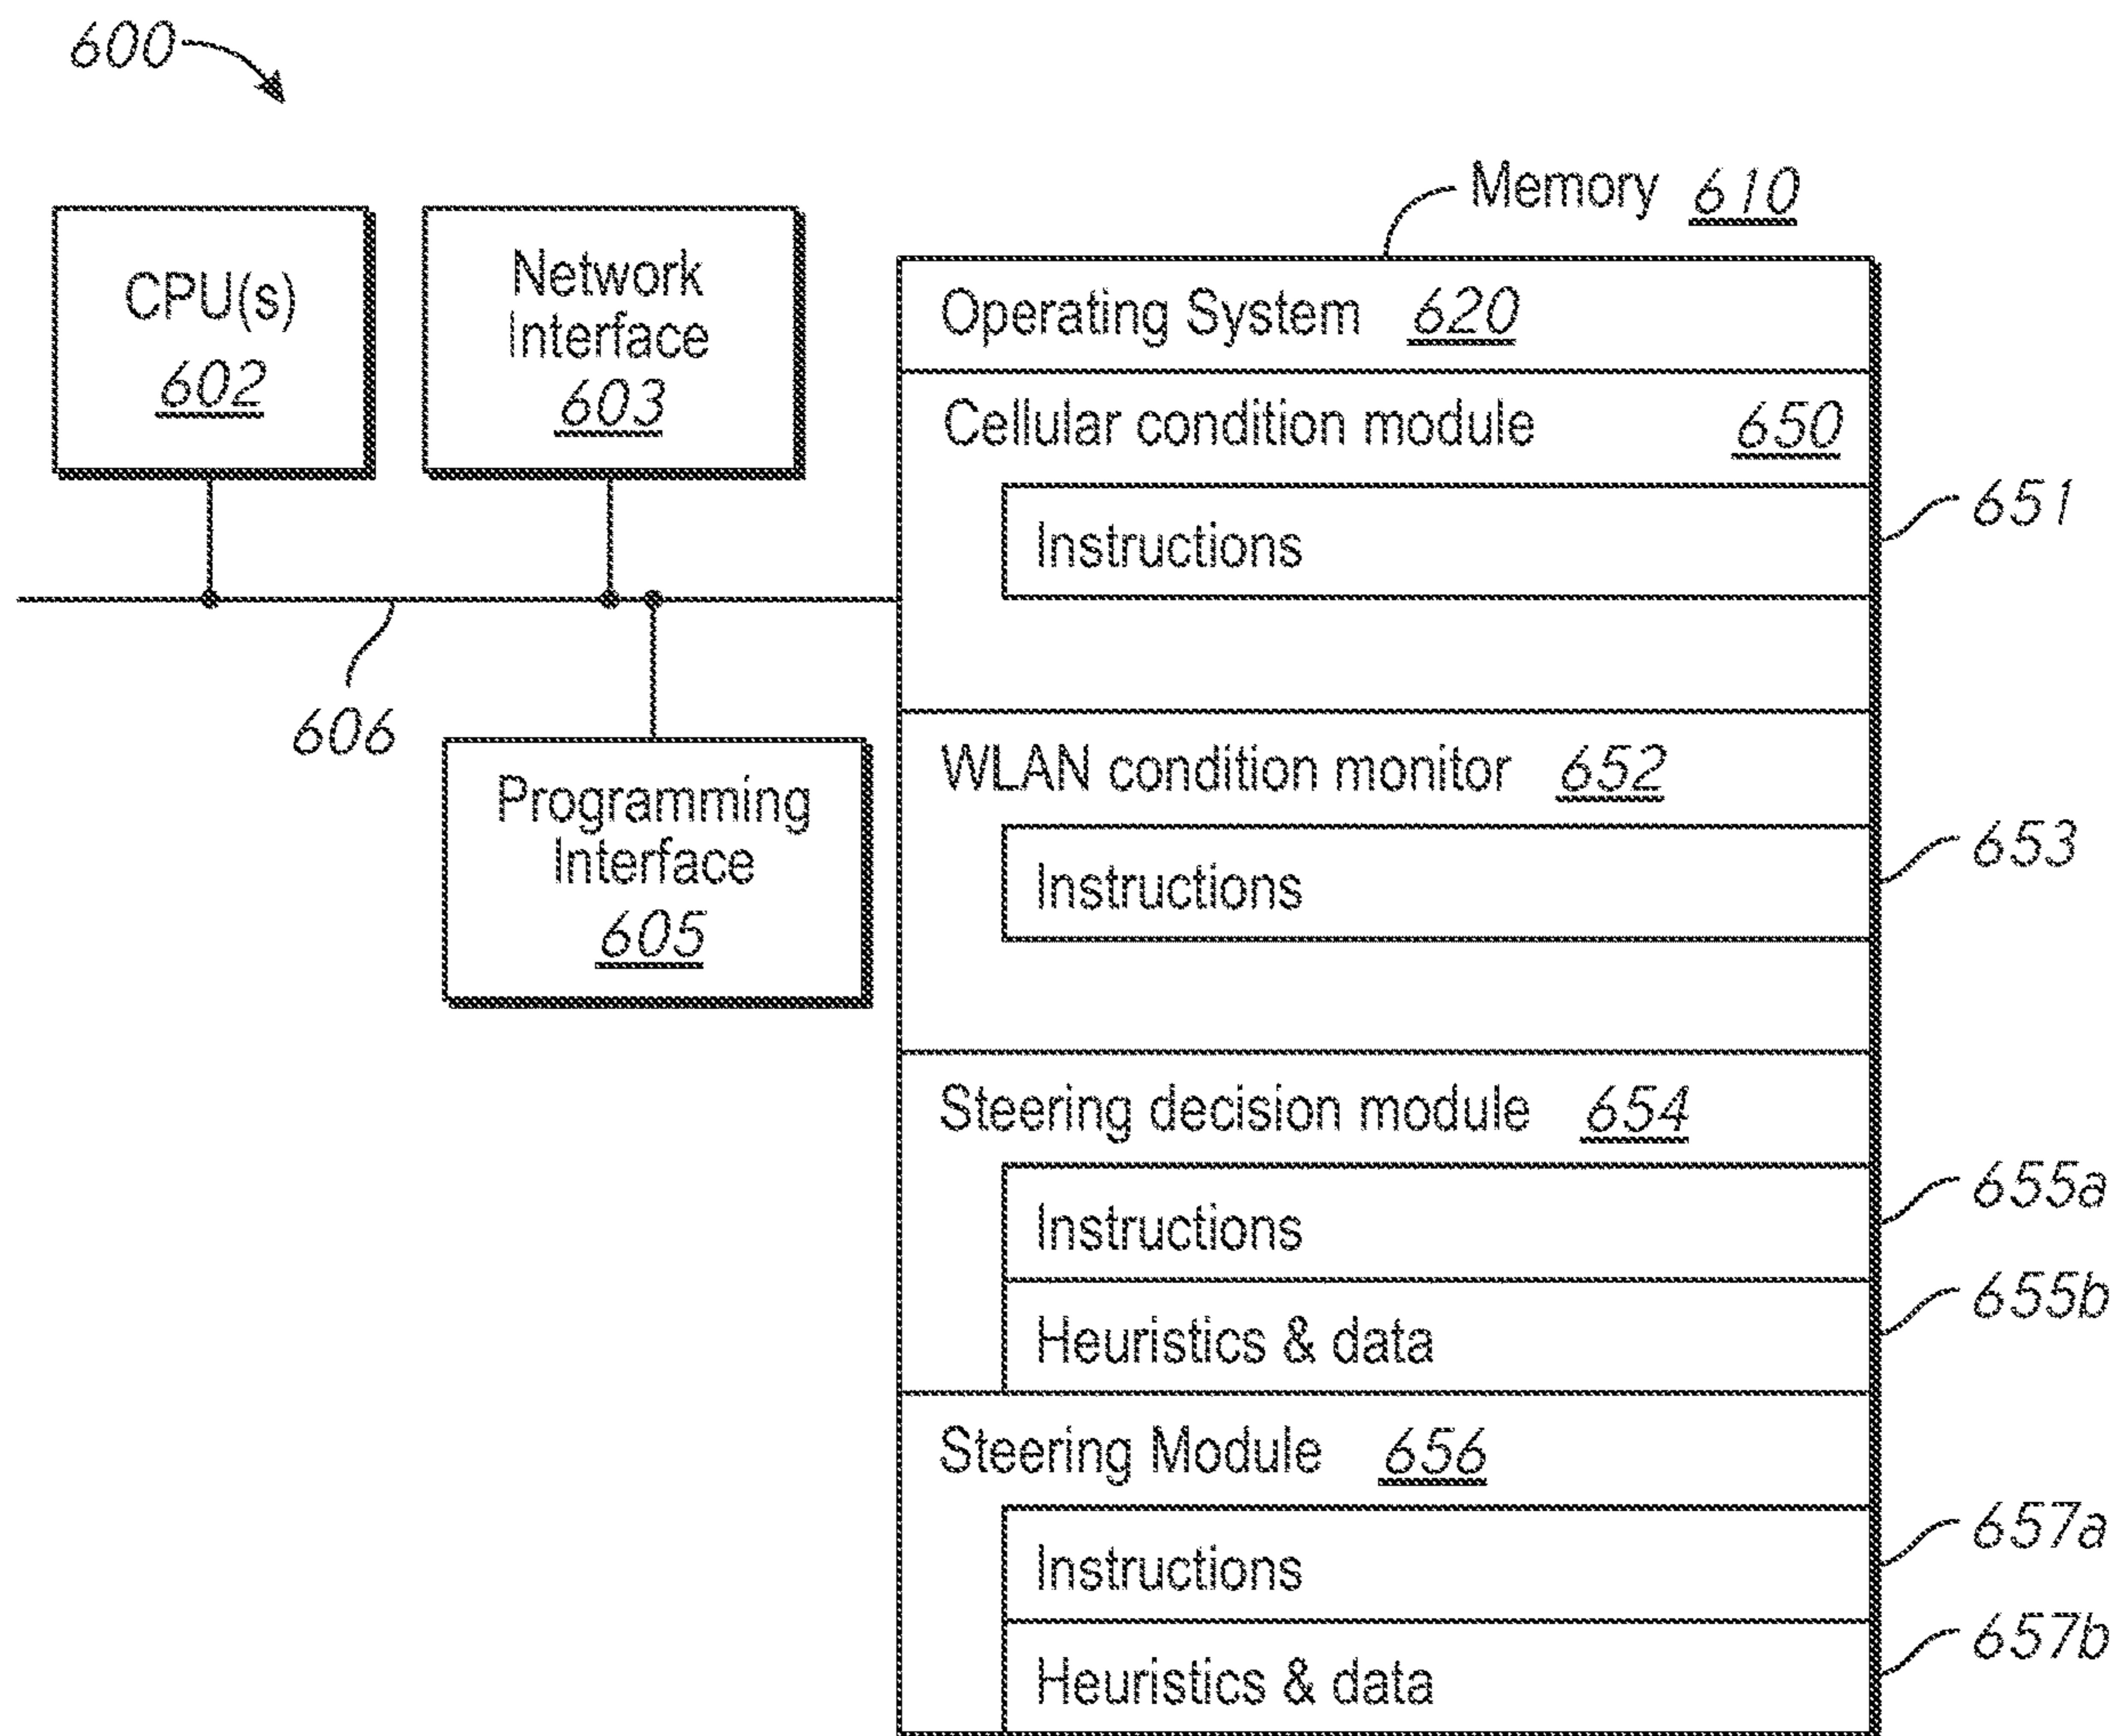 600
CPU(s)
602
Network
Interface
603
606
Programming
Interface
605
Memory 610
Operating System 620
Cellular condition module 650
Instructions
651
WLAN condition monitor 652
Instructions
653
Steering decision module 654
Instructions
655a
Heuristics & data
655b
Steering Module 656
Instructions
657a
Heuristics & data
657b